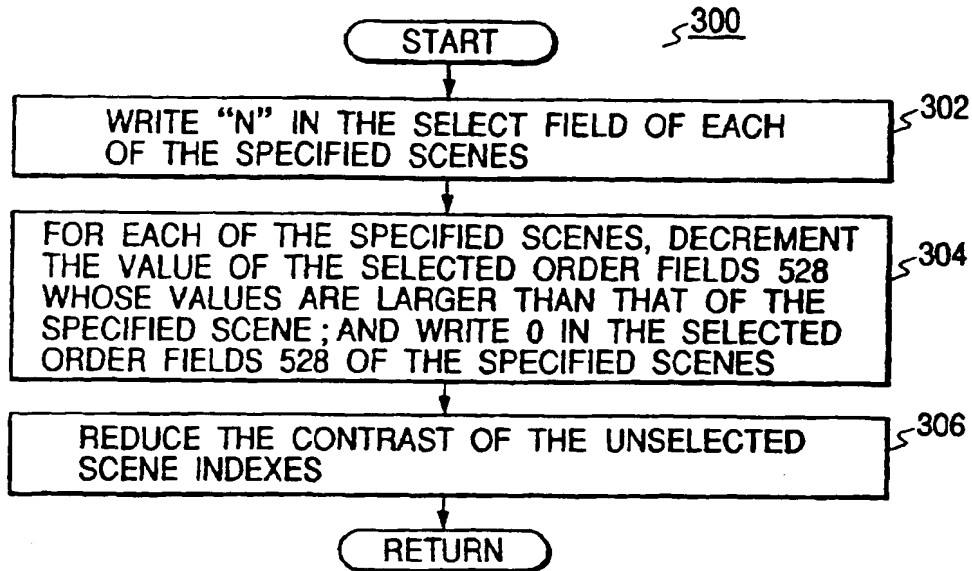 START
300
WRITE “N” IN THE SELECT FIELD OF EACH
OF THE SPECIFIED SCENES
302
FOR EACH OF THE SPECIFIED SCENES, DECREMENT
THE VALUE OF THE SELECTED ORDER FIELDS 528
WHOSE VALUES ARE LARGER THAN THAT OF THE
SPECIFIED SCENE; AND WRITE 0 IN THE SELECTED
ORDER FIELDS 528 OF THE SPECIFIED SCENES
304
REDUCE THE CONTRAST OF THE UNSELECTED
SCENE INDEXES
306
RETURN